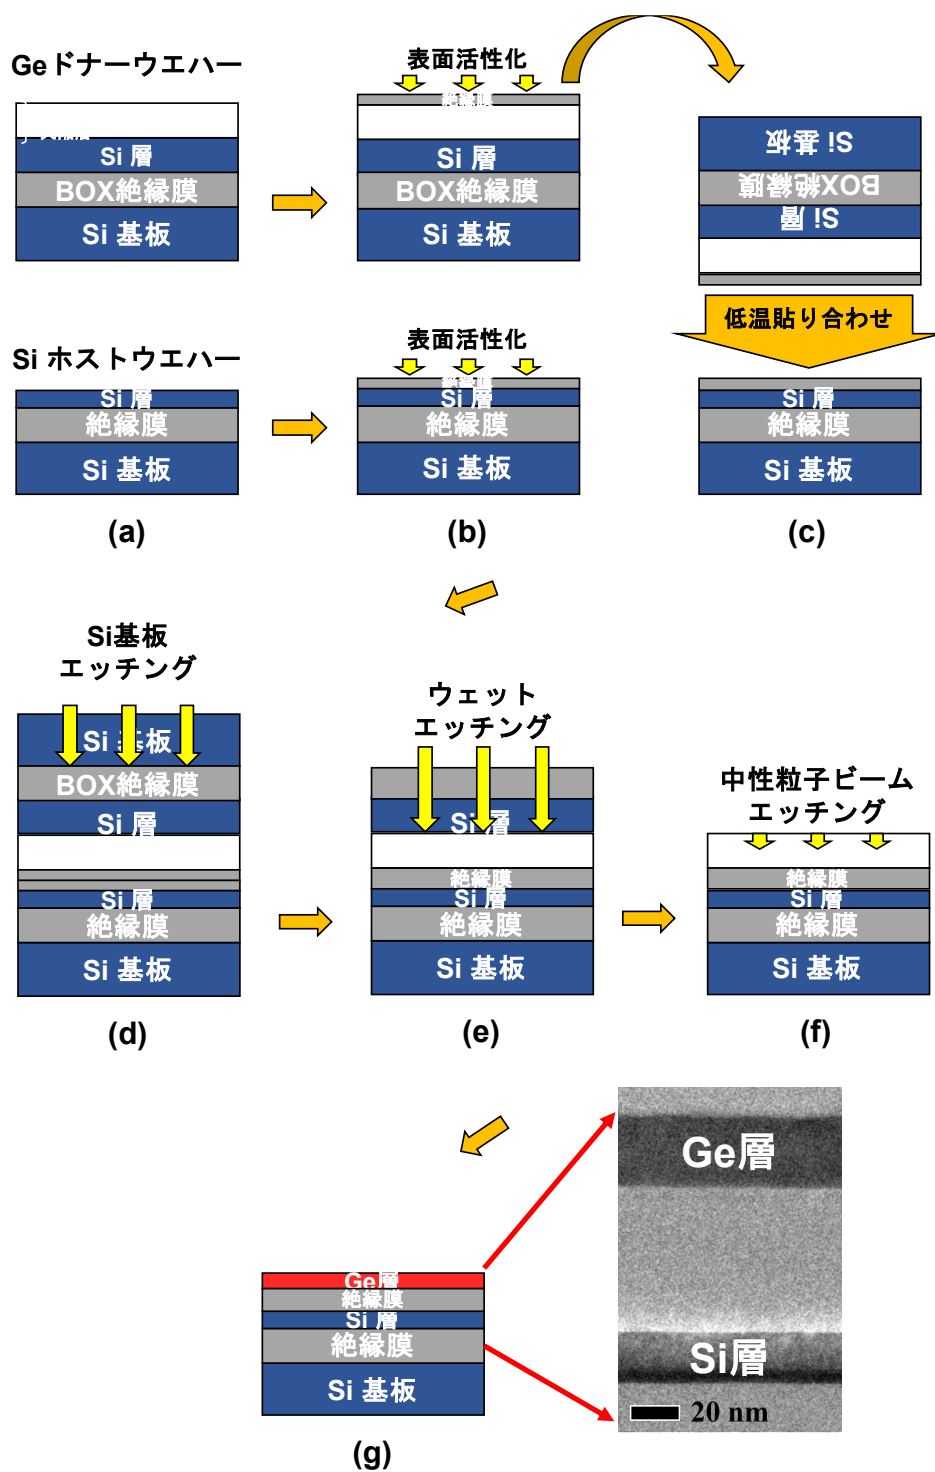 Geドナーウエハー
Si 層
BOX絶縁膜
Si 基板
表面活性化
絶縁膜
Si 層
BOX絶縁膜
Si 基板
Si 基板
BOX絶縁膜
Si 層
低温貼り合わせ
Si ホストウエハー
Si 層
絶縁膜
Si 基板
(a)
表面活性化
絶縁膜
Si 層
絶縁膜
Si 基板
(b)
Si 層
絶縁膜
Si 基板
(c)
Si基板
エッチング
Si 基板
BOX絶縁膜
Si 層
Si 層
絶縁膜
Si 基板
(d)
ウェット
エッチング
Si 層
絶縁膜
Si 層
絶縁膜
Si 基板
(e)
中性粒子ビーム
エッチング
絶縁膜
Si 層
絶縁膜
Si 基板
(f)
Ge層
絶縁膜
Si 層
絶縁膜
Si 基板
(g)
Ge層
Si層
20 nm